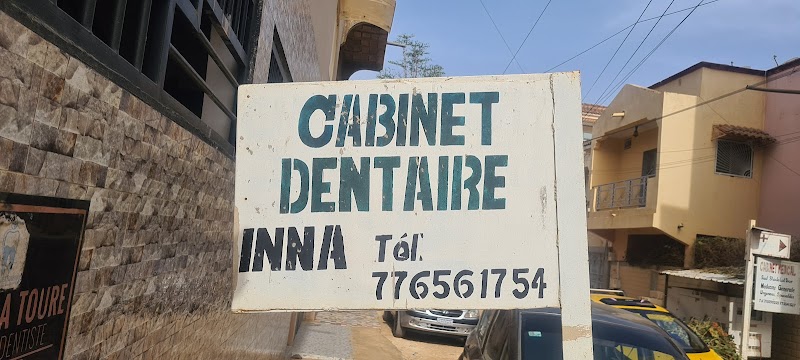 CABINET
DENTAIRE
INNA Tél:
776561754
A TOURE
DENTISTE
CABINET MEDICAL